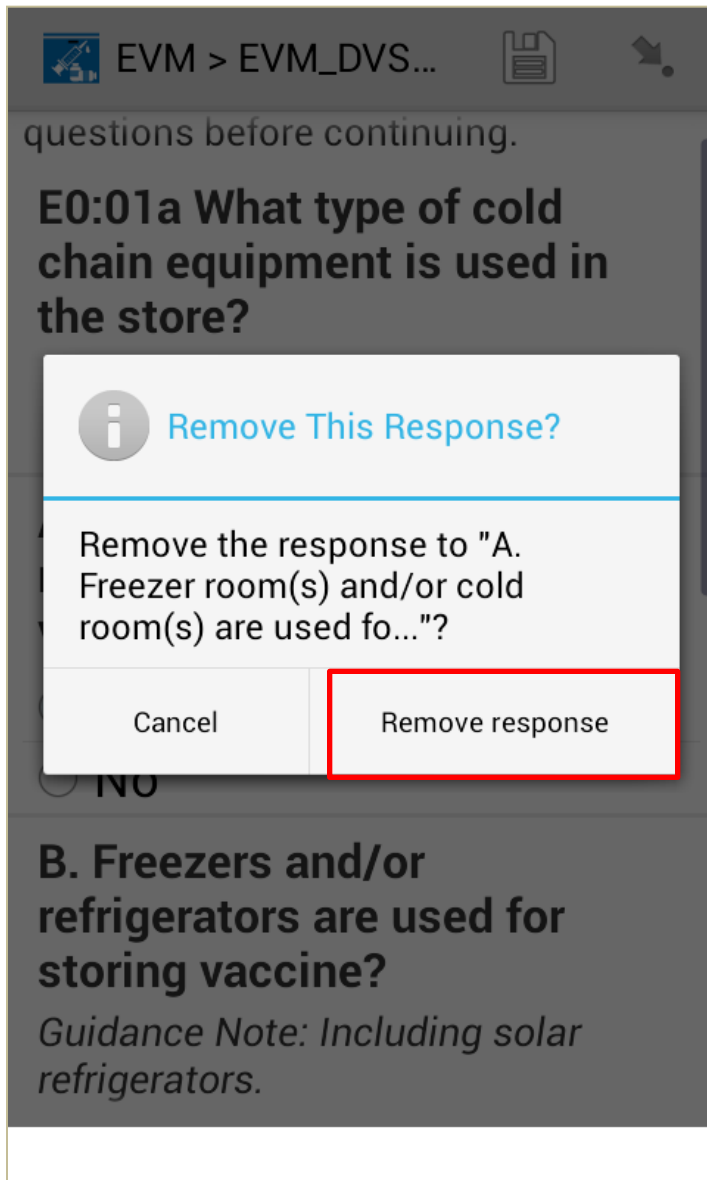 EVM > EVM_DVS...
questions before continuing.
E0:01a What type of cold
chain equipment is used in
the store?
Remove This Response?
Remove the response to "A.
Freezer room(s) and/or cold
room(s) are used fo..."?
Cancel
Remove response
No
B. Freezers and/or
refrigerators are used for
storing vaccine?
Guidance Note: Including solar
refrigerators.